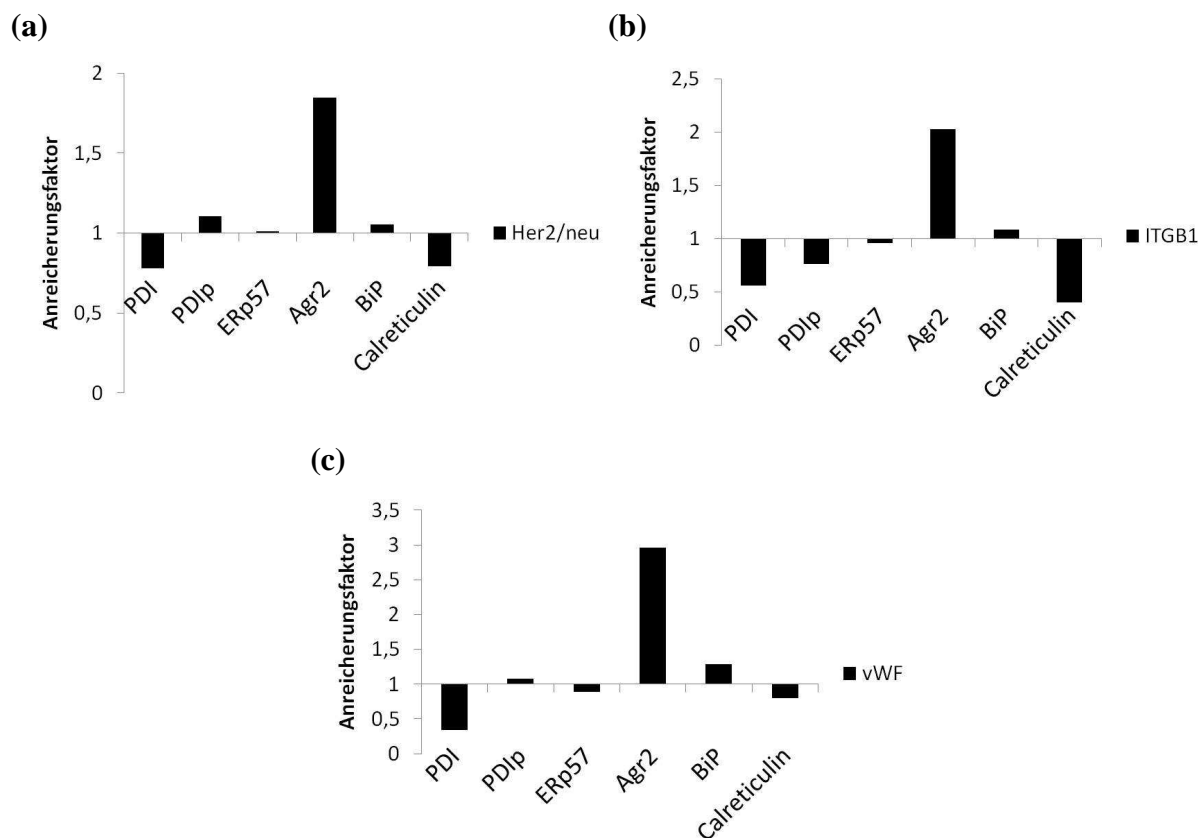 (a)
Anreicherungsfaktor
2
1,5
1
0,5
0
PDI
PDIp
ERp57
Agr2
BiP
Calreticulin
Her2/neu
(b)
Anreicherungsfaktor
2,5
2
1,5
1
0,5
0
PDI
PDIp
ERp57
Agr2
BiP
Calreticulin
ITGB1
(c)
Anreicherungsfaktor
3,5
3
2,5
2
1,5
1
0,5
0
PDI
PDIp
ERp57
Agr2
BiP
Calreticulin
vWF